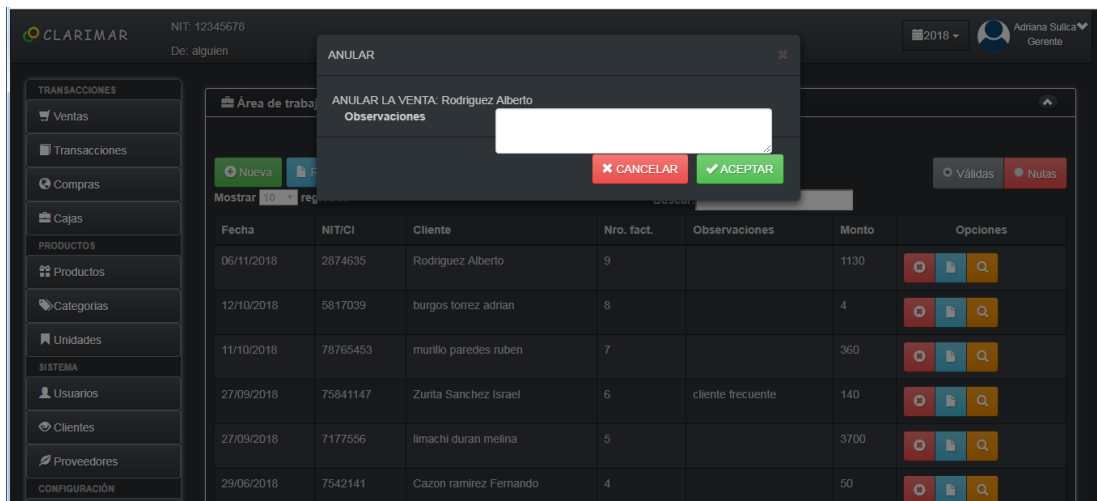 CLARIMAR
NIT: 12345678
De: alguien
2018
Adriana Sullca
Gerente
ANULAR
ANULAR LA VENTA: Rodriguez Alberto
Observaciones
CANCELAR
ACEPTAR
TRANSACCIONES
Ventas
Transacciones
Compras
Cajas
PRODUCTOS
Productos
Categorias
Unidades
SISTEMA
Usuarios
Clientes
Proveedores
CONFIGURACIÓN
Área de trabaj
Nueva
Válidas
Nulas
Mostrar 10
Buscar:
Fecha NIT/CI Cliente Nro. fact. Observaciones Monto Opciones
06/11/2018 2874635 Rodriguez Alberto 9 1130
12/10/2018 5817039 burgos torrez adrian 8 4
11/10/2018 78765453 murillo paredes ruben 7 360
27/09/2018 75841147 Zurita Sanchez Israel 6 cliente frecuente 140
27/09/2018 7177556 limachi duran melina 5 3700
29/06/2018 7542141 Cazon ramirez Fernando 4 50